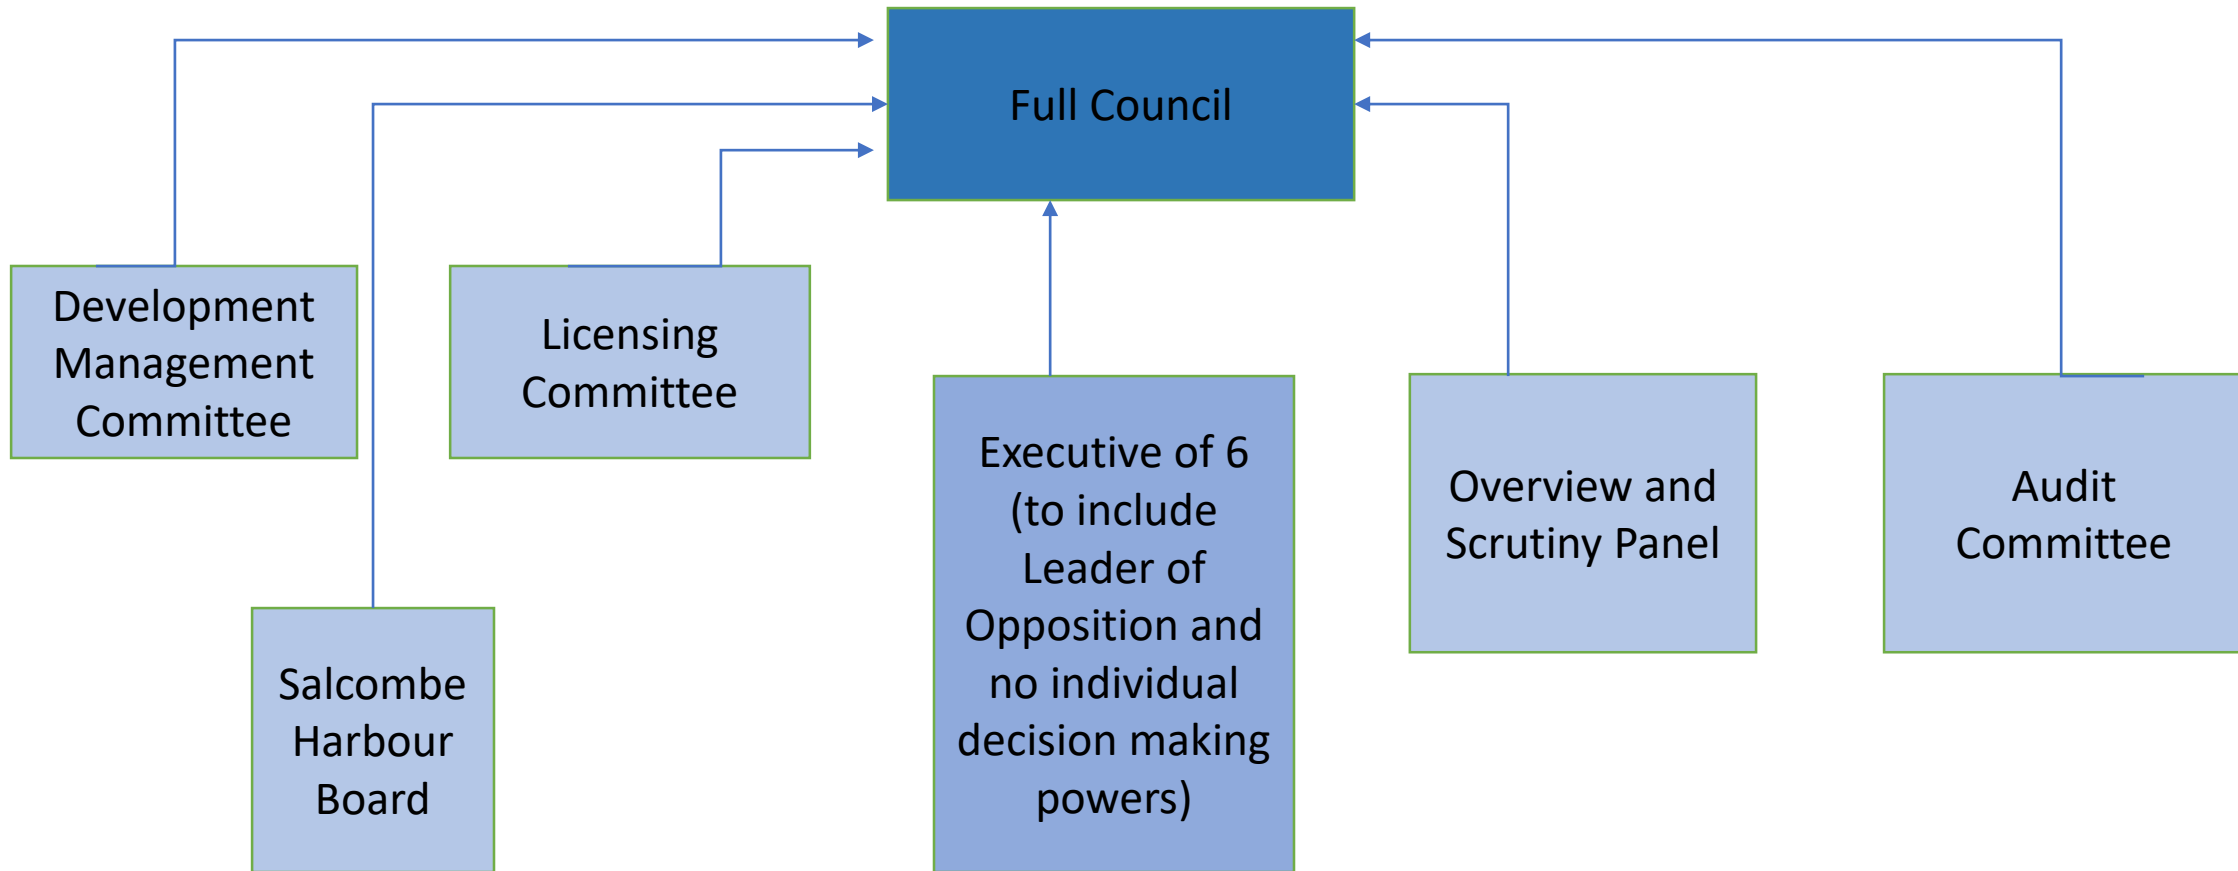 Full Council
Development
Management
Committee
Licensing
Committee
Salcombe
Harbour
Board
Executive of 6
(to include
Leader of
Opposition and
no individual
decision making
powers)
Overview and
Scrutiny Panel
Audit
Committee